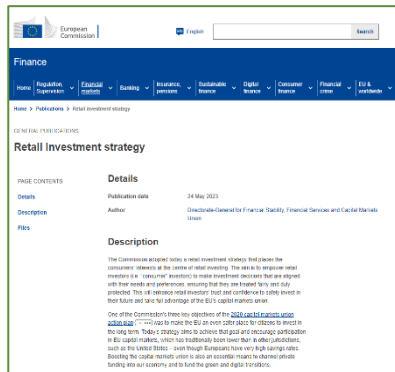 European
Commission
English
Search
Finance
Home
Regulation, Supervision
Financial markets
Banking
Insurance, pensions
Sustainable finance
Digital finance
Consumer finance
Financial crime
EU & worldwide
Home > Publications > Retail investment strategy
GENERAL PUBLICATIONS
Retail investment strategy
PAGE CONTENTS
Details
Description
Files
Details
Publication date 24 May 2023
Author Directorate-General for Financial Stability, Financial Services and Capital Markets
Union
Description
The Commission adopted today a retail investment strategy that places the
consumers' interests at the centre of retail investing. The aim is to empower retail
investors (i.e. "consumer" investors) to make investment decisions that are aligned
with their needs and preferences, ensuring that they are treated fairly and duly
protected. This will enhance retail investors' trust and confidence to safely invest in
their future and take full advantage of the EU's capital markets union.
One of the Commission's three key objectives of the 2020 capital markets union
action plan was to make the EU an even safer place for citizens to invest in
the long term. Today's strategy aims to achieve that goal and encourage participation
in EU capital markets, which has traditionally been lower than in other jurisdictions,
such as the United States – even though Europeans have very high savings rates.
Boosting the capital markets union is also an essential means to channel private
funding into our economy and to fund the green and digital transitions.